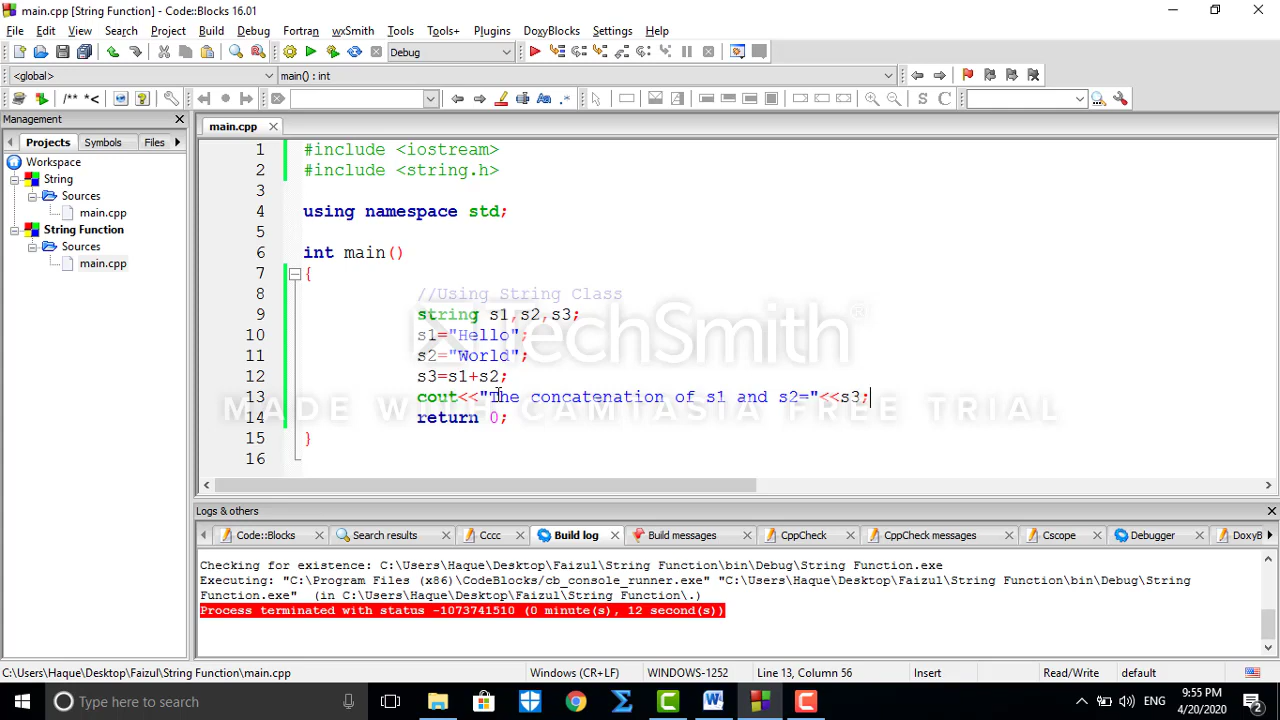 main.cpp [String Function] - Code::Blocks 16.01
File Edit View Search Project Build Debug Fortran wxSmith Tools Tools+ Plugins DoxyBlocks Settings Help
Debug
<global> main() : int
/** *<
S C
Management
main.cpp
Projects Symbols Files
Workspace
String
Sources
main.cpp
String Function
Sources
main.cpp
1 #include <iostream>
2 #include <string.h>
3
4 using namespace std;
5
6 int main()
7 {
8 //Using String Class
9 string s1,s2,s3;
10 s1="Hello";
11 s2="World";
12 s3=s1+s2;
13 cout<<"The concatenation of s1 and s2="<<s3;
14 return 0;
15 }
16
TechSmith®
MADE WITH CAMTASIA FREE TRIAL
Logs & others
Code::Blocks Search results Cccc Build log Build messages CppCheck CppCheck messages Cscope Debugger DoxyB
Checking for existence: C:\Users\Haque\Desktop\Faizul\String Function\bin\Debug\String Function.exe
Executing: "C:\Program Files (x86)\CodeBlocks/cb_console_runner.exe" "C:\Users\Haque\Desktop\Faizul\String Function\bin\Debug\String
Function.exe" (in C:\Users\Haque\Desktop\Faizul\String Function\.)
Process terminated with status -1073741510 (0 minute(s), 12 second(s))
C:\Users\Haque\Desktop\Faizul\String Function\main.cpp Windows (CR+LF) WINDOWS-1252 Line 13, Column 56 Insert Read/Write default
Type here to search
ENG
9:55 PM
4/20/2020
2